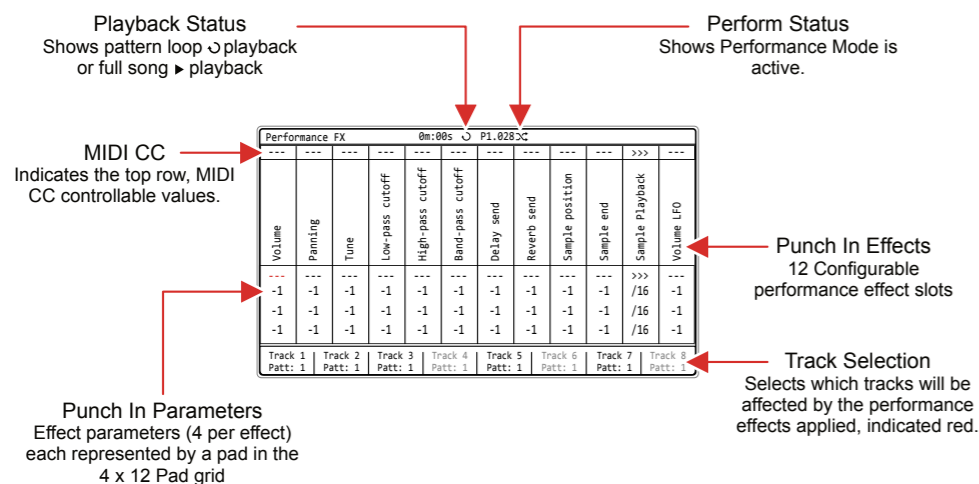 Playback Status
Shows pattern loop ↻ playback
or full song ▶ playback
Perform Status
Shows Performance Mode is
active.
MIDI CC
Indicates the top row, MIDI
CC controllable values.
Performance FX 0m:00s ↻ P1.028
--- --- --- --- --- --- --- --- --- --- >>> ---
Volume Panning Tune Low-pass cutoff High-pass cutoff Band-pass cutoff Delay send Reverb send Sample position Sample end Sample Playback Volume LFO
--- --- --- --- --- --- --- --- --- --- >>> ---
-1 -1 -1 -1 -1 -1 -1 -1 -1 -1 /16 -1
-1 -1 -1 -1 -1 -1 -1 -1 -1 -1 /16 -1
-1 -1 -1 -1 -1 -1 -1 -1 -1 -1 /16 -1
Track 1 Track 2 Track 3 Track 4 Track 5 Track 6 Track 7 Track 8
Patt: 1 Patt: 1 Patt: 1 Patt: 1 Patt: 1 Patt: 1 Patt: 1 Patt: 1
Punch In Effects
12 Configurable
performance effect slots
Track Selection
Selects which tracks will be
affected by the performance
effects applied, indicated red.
Punch In Parameters
Effect parameters (4 per effect)
each represented by a pad in the
4 x 12 Pad grid